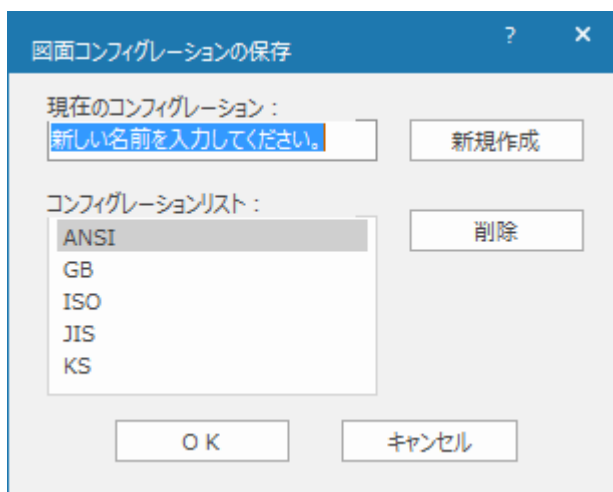 図面コンフィグレーションの保存
?
×
現在のコンフィグレーション：
新しい名前を入力してください。
新規作成
コンフィグレーションリスト：
削除
ANSI
GB
ISO
JIS
KS
ＯＫ
キャンセル